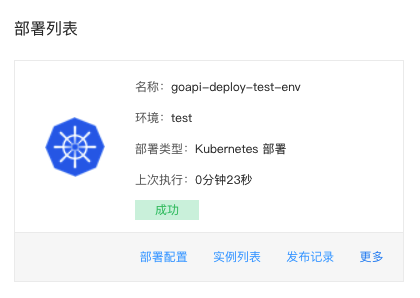 部署列表
名称：goapi-deploy-test-env
环境：test
部署类型：Kubernetes 部署
上次执行：0分钟23秒
成功
部署配置 实例列表 发布记录 更多